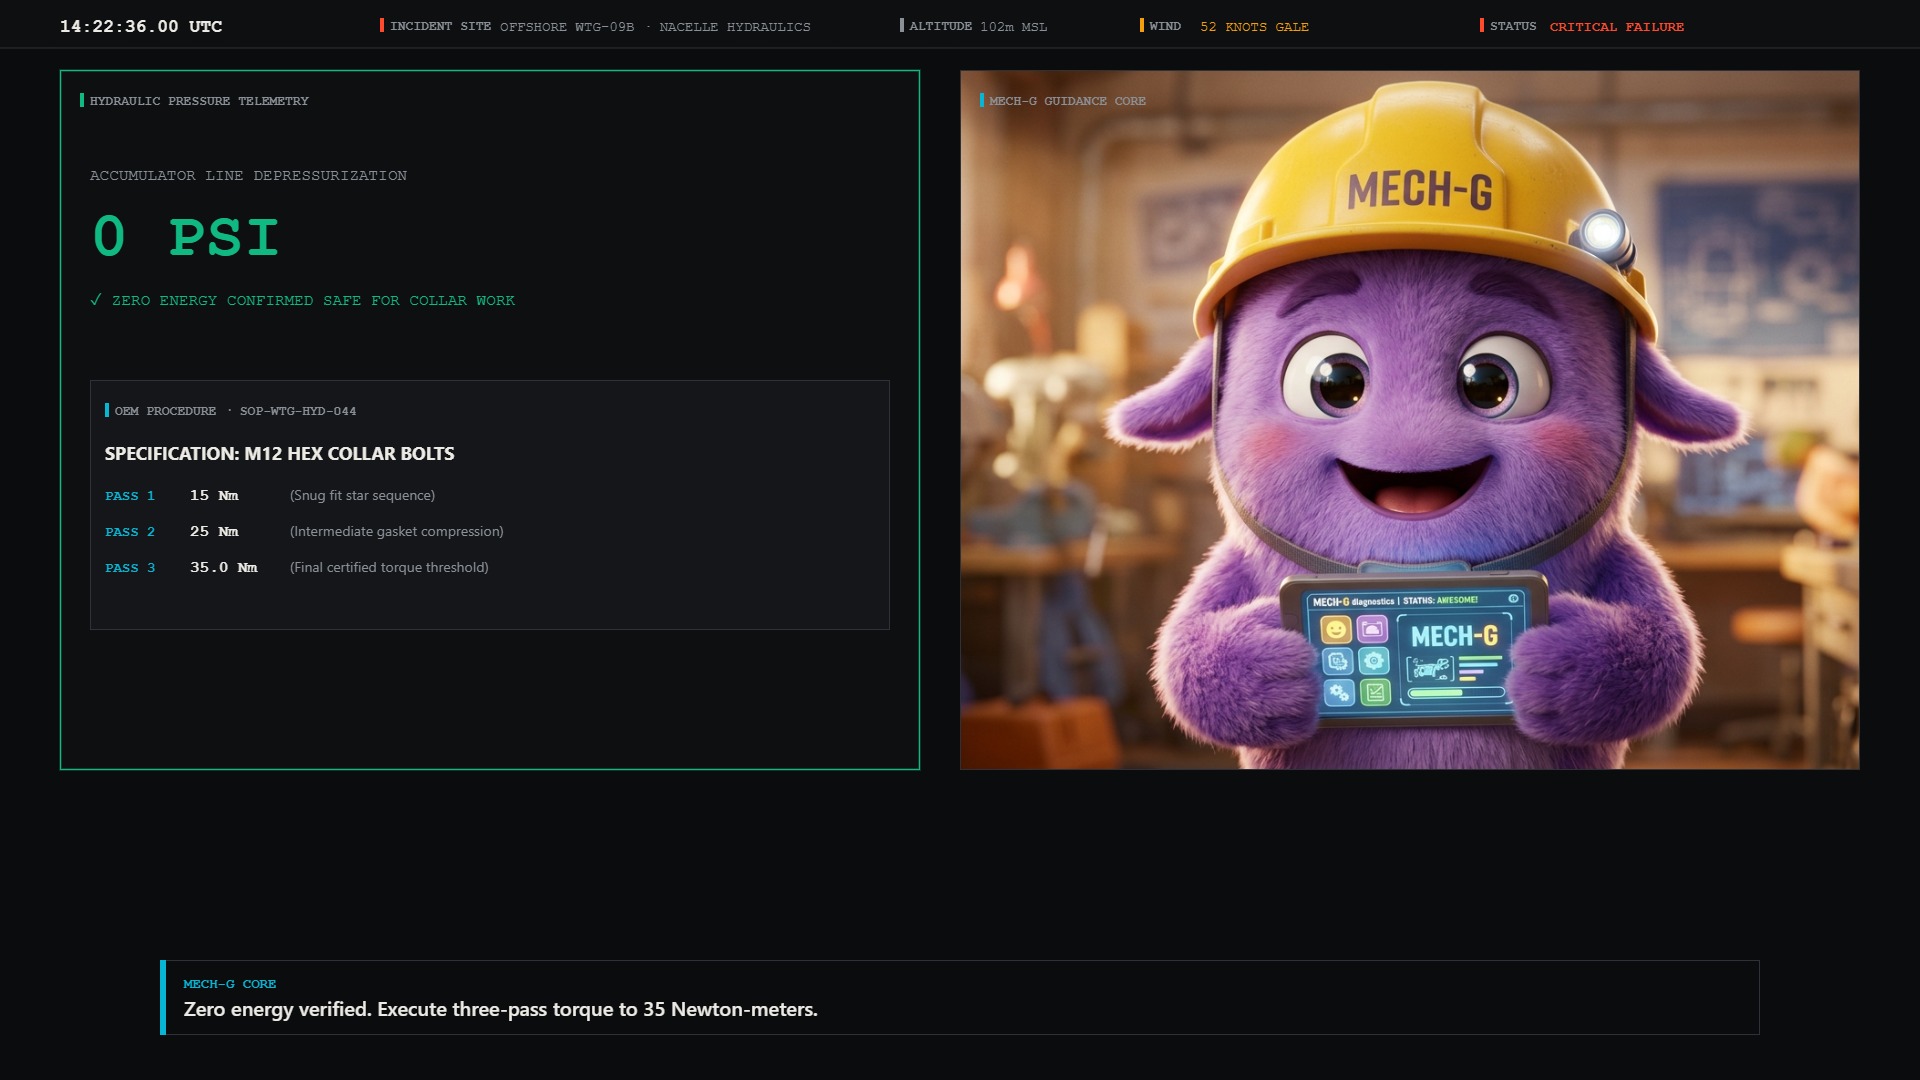 14:22:36.00 UTC
INCIDENT SITE OFFSHORE WTG-09B · NACELLE HYDRAULICS
ALTITUDE 102m MSL
WIND 52 KNOTS GALE
STATUS CRITICAL FAILURE
HYDRAULIC PRESSURE TELEMETRY
ACCUMULATOR LINE DEPRESSURIZATION
0 PSI
✓ ZERO ENERGY CONFIRMED SAFE FOR COLLAR WORK
OEM PROCEDURE · SOP-WTG-HYD-044
SPECIFICATION: M12 HEX COLLAR BOLTS
PASS 1 15 Nm (Snug fit star sequence)
PASS 2 25 Nm (Intermediate gasket compression)
PASS 3 35.0 Nm (Final certified torque threshold)
MECH-G GUIDANCE CORE
MECH-G
MECH-G diagnostics | STATHS: AWESOME!
MECH-G
MECH-G CORE
Zero energy verified. Execute three-pass torque to 35 Newton-meters.